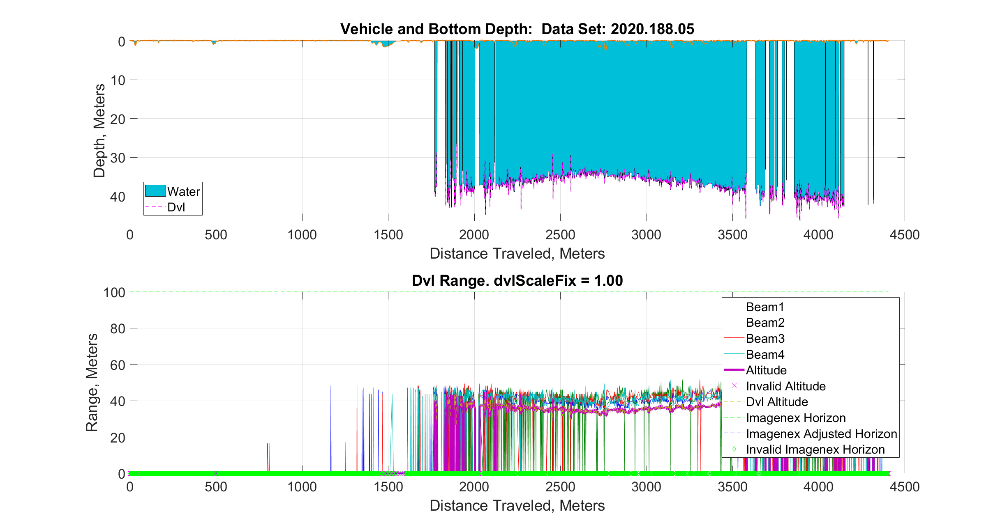 Vehicle and Bottom Depth:  Data Set: 2020.188.05
0
10
20
30
40
Depth, Meters
Water
Dvl
0 500 1000 1500 2000 2500 3000 3500 4000 4500
Distance Traveled, Meters
Dvl Range. dvlScaleFix = 1.00
100
80
60
40
20
0
Range, Meters
Beam1
Beam2
Beam3
Beam4
Altitude
Invalid Altitude
Dvl Altitude
Imagenex Horizon
Imagenex Adjusted Horizon
Invalid Imagenex Horizon
0 500 1000 1500 2000 2500 3000 3500 4000 4500
Distance Traveled, Meters